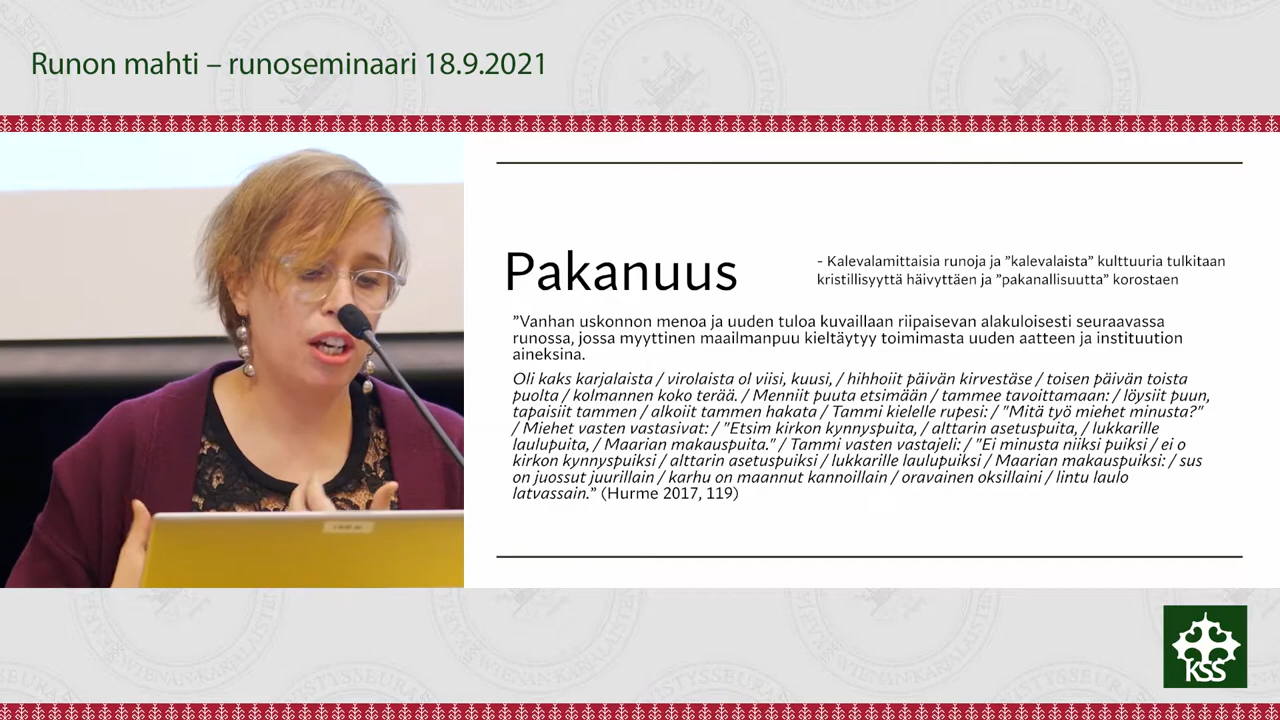 Runon mahti – runoseminaari 18.9.2021
Pakanuus
- Kalevalamittaisia runoja ja ”kalevalaista” kulttuuria tulkitaan
kristillisyyttä häivyttäen ja ”pakanallisuutta” korostaen
”Vanhan uskonnon menoa ja uuden tuloa kuvaillaan riipaisevan alakuloisesti seuraavassa
runossa, jossa myyttinen maailmanpuu kieltäytyy toimimasta uuden aatteen ja instituution
aineksina.
Oli kaks karjalaista / virolaista ol viisi, kuusi, / hihhoiit päivän kirvestäse / toisen päivän toista
puolta / kolmannen koko terää. / Menniit puuta etsimään / tammee tavoittamaan: / löysiit puun,
tapaisiit tammen / alkoiit tammen hakata / Tammi kielelle rupesi: / "Mitä työ miehet minusta?"
/ Miehet vasten vastasivat: / "Etsim kirkon kynnyspuita, / alttarin asetuspuita, / lukkarille
laulupuita, / Maarian makauspuita." / Tammi vasten vastajeli: / "Ei minusta niiksi puiksi / ei o
kirkon kynnyspuiksi / alttarin asetuspuiksi / lukkarille laulupuiksi / Maarian makauspuiksi: / sus
on juossut juurillain / karhu on maannut kannoillain / oravainen oksillaini / lintu laulo
latvassain.” (Hurme 2017, 119)
KSS